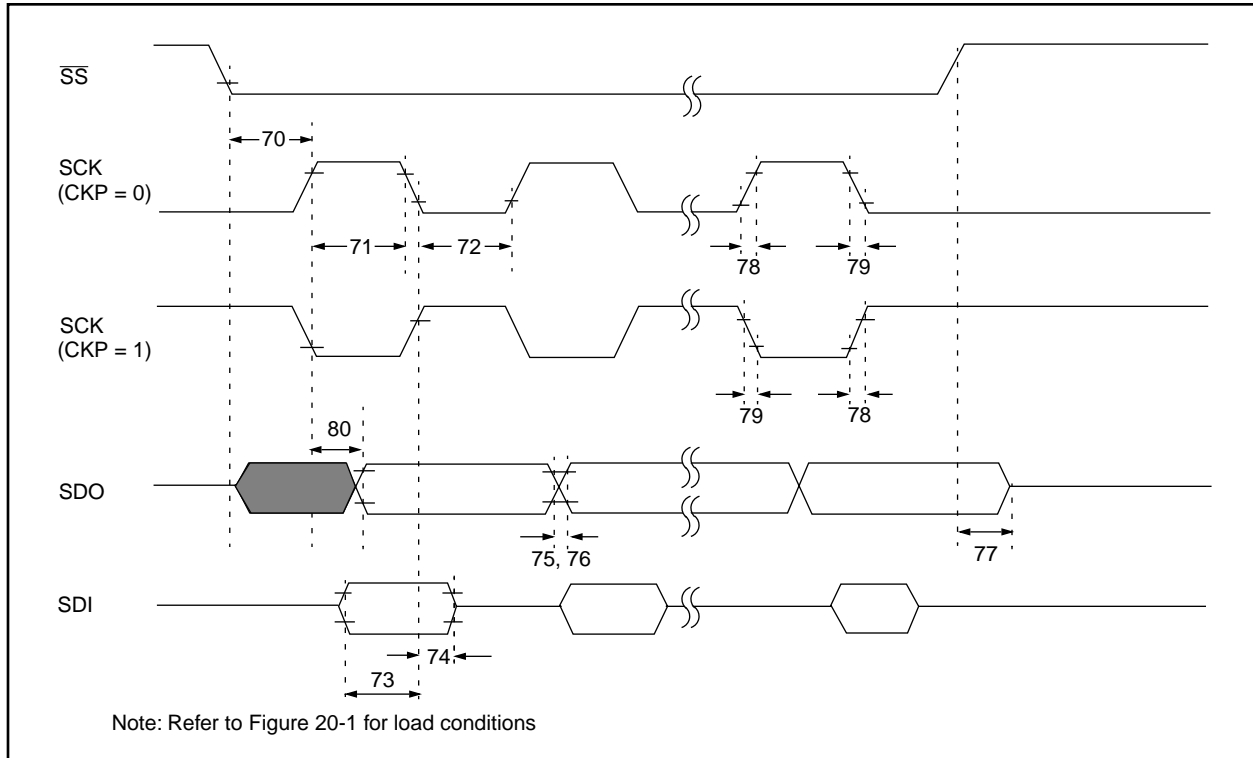 SS
70
SCK
(CKP = 0)
71
72
78
79
SCK
(CKP = 1)
79
78
80
SDO
75, 76
77
SDI
74
73
Note: Refer to Figure 20-1 for load conditions